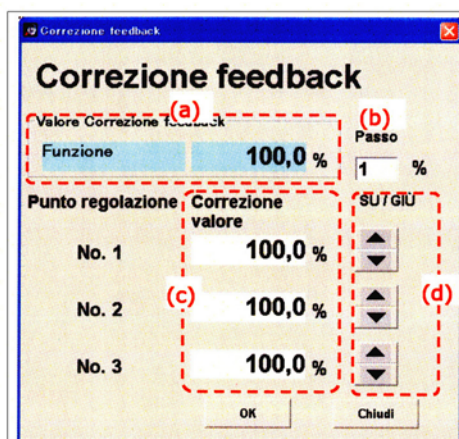 Correzione feedback
Correzione feedback
(a)
Valore Correzione feedback
Funzione 100,0 %
(b)
Passo
1 %
Punto regolazione Correzione valore SU / GIÙ
No. 1 100,0 %
(c) (d)
No. 2 100,0 %
No. 3 100,0 %
OK Chiudi